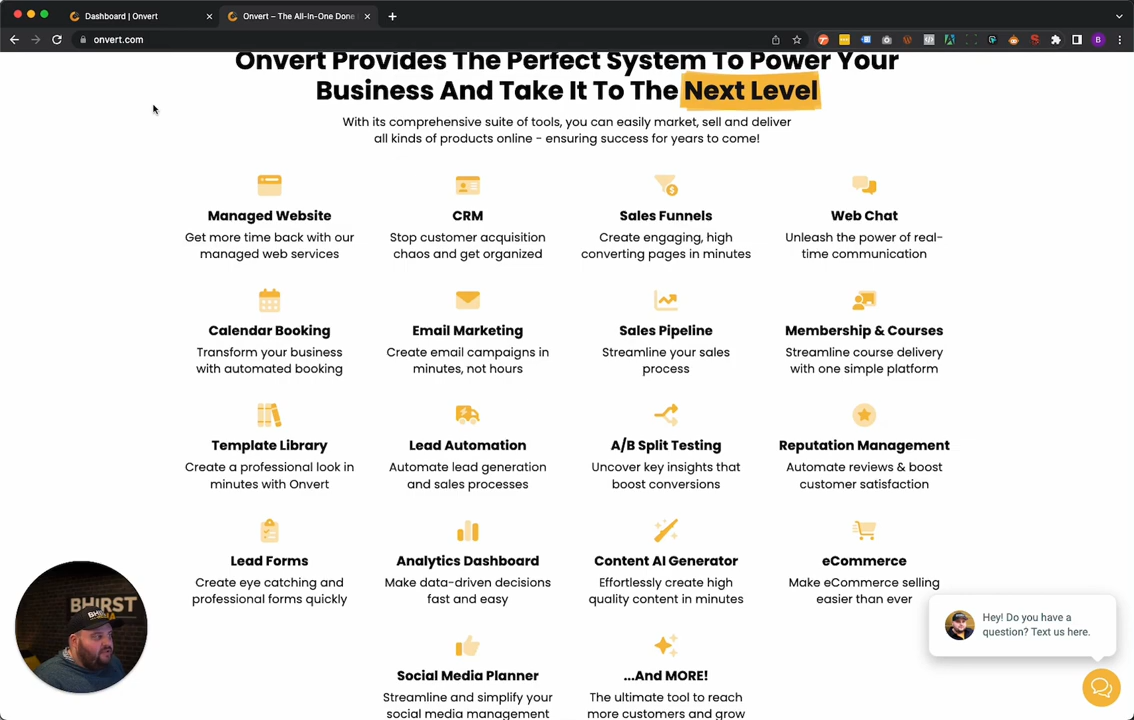 Dashboard | Onvert
Onvert – The All-In-One Done
onvert.com
Onvert Provides The Perfect System To Power Your
Business And Take It To The Next Level
With its comprehensive suite of tools, you can easily market, sell and deliver
all kinds of products online - ensuring success for years to come!
Managed Website
Get more time back with our
managed web services
CRM
Stop customer acquisition
chaos and get organized
Sales Funnels
Create engaging, high
converting pages in minutes
Web Chat
Unleash the power of real-
time communication
Calendar Booking
Transform your business
with automated booking
Email Marketing
Create email campaigns in
minutes, not hours
Sales Pipeline
Streamline your sales
process
Membership & Courses
Streamline course delivery
with one simple platform
Template Library
Create a professional look in
minutes with Onvert
Lead Automation
Automate lead generation
and sales processes
A/B Split Testing
Uncover key insights that
boost conversions
Reputation Management
Automate reviews & boost
customer satisfaction
Lead Forms
Create eye catching and
professional forms quickly
Analytics Dashboard
Make data-driven decisions
fast and easy
Content AI Generator
Effortlessly create high
quality content in minutes
eCommerce
Make eCommerce selling
easier than ever
Social Media Planner
Streamline and simplify your
social media management
...And MORE!
The ultimate tool to reach
more customers and grow
BHIRST
Hey! Do you have a
question? Text us here.